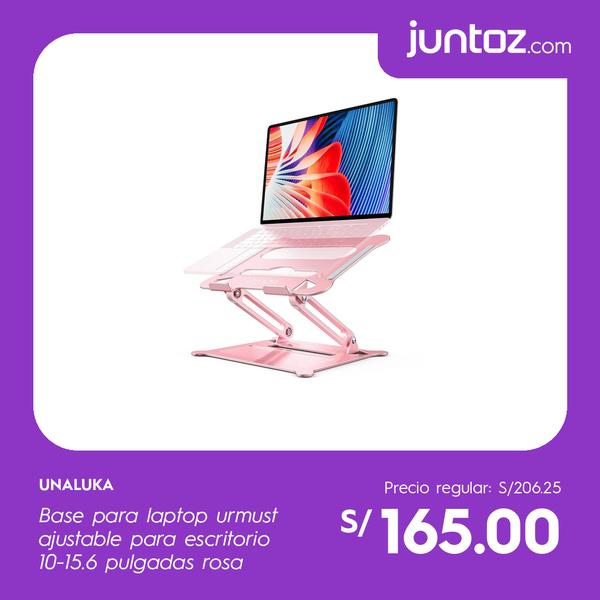 juntoz.com
UNALUKA
Base para laptop urmust
ajustable para escritorio
10-15.6 pulgadas rosa
Precio regular: S/206.25
S/165.00